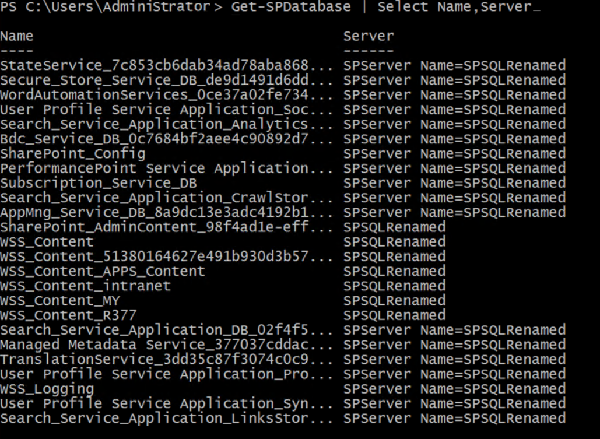 PS C:\Users\AdminiStrator> Get-SPDatabase | Select Name,Server_
Name Server
---- ------
StateService_7c853cb6dab34ad78aba868... SPServer Name=SPSQLRenamed
Secure_Store_Service_DB_de9d1491d6dd... SPServer Name=SPSQLRenamed
WordAutomationServices_0ce37a02fe734... SPServer Name=SPSQLRenamed
User Profile Service Application_Soc... SPServer Name=SPSQLRenamed
Search_Service_Application_Analytics... SPServer Name=SPSQLRenamed
Bdc_Service_DB_0c7684bf2aee4c90892d7... SPServer Name=SPSQLRenamed
SharePoint_Config SPServer Name=SPSQLRenamed
PerformancePoint Service Application... SPServer Name=SPSQLRenamed
Subscription_Service_DB SPServer Name=SPSQLRenamed
Search_Service_Application_CrawlStor... SPServer Name=SPSQLRenamed
AppMng_Service_DB_8a9dc13e3adc4192b1... SPServer Name=SPSQLRenamed
SharePoint_AdminContent_98f4ad1e-eff... SPSQLRenamed
WSS_Content SPSQLRenamed
WSS_Content_51380164627e491b930d3b57... SPSQLRenamed
WSS_Content_APPS_Content SPSQLRenamed
WSS_Content_intranet SPSQLRenamed
WSS_Content_MY SPSQLRenamed
WSS_Content_R377 SPSQLRenamed
Search_Service_Application_DB_02f4f5... SPServer Name=SPSQLRenamed
Managed Metadata Service_377037cddac... SPServer Name=SPSQLRenamed
TranslationService_3dd35c87f3074c0c9... SPServer Name=SPSQLRenamed
User Profile Service Application_Pro... SPServer Name=SPSQLRenamed
WSS_Logging SPServer Name=SPSQLRenamed
User Profile Service Application_Syn... SPServer Name=SPSQLRenamed
Search_Service_Application_LinksStor... SPServer Name=SPSQLRenamed